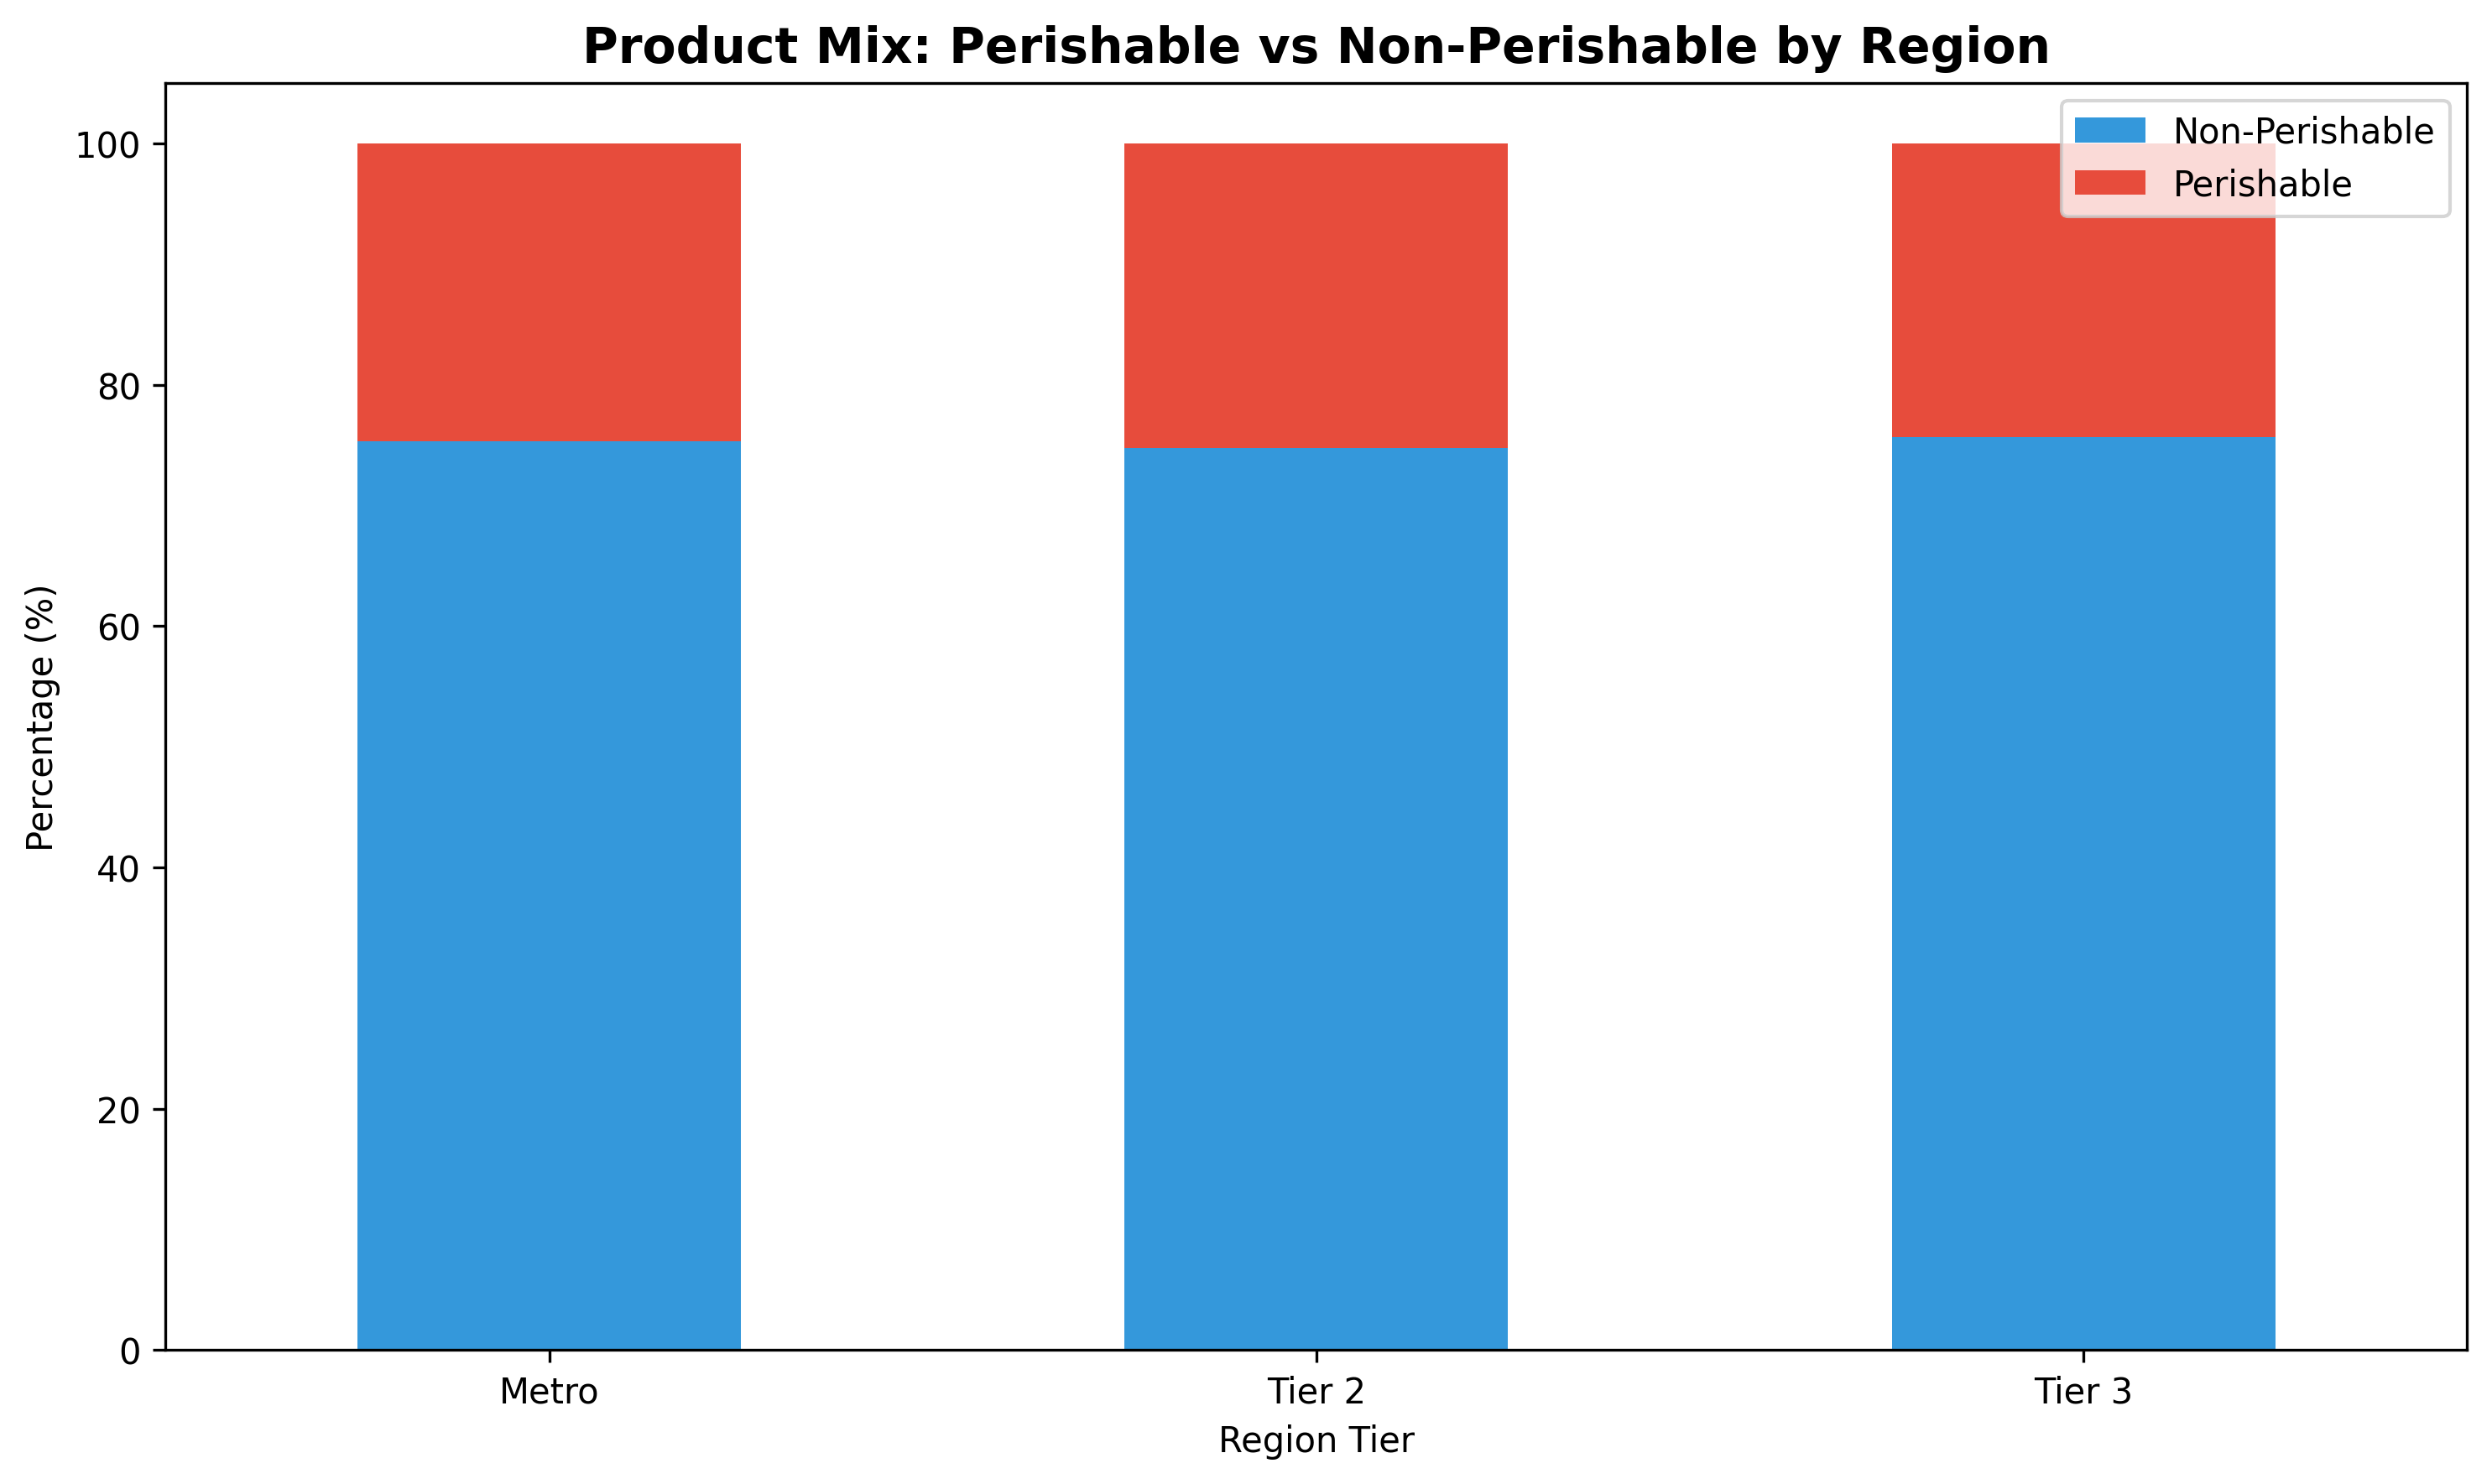 Product Mix: Perishable vs Non-Perishable by Region
Non-Perishable
Perishable
100
80
60
40
20
0
Percentage (%)
Metro
Tier 2
Tier 3
Region Tier